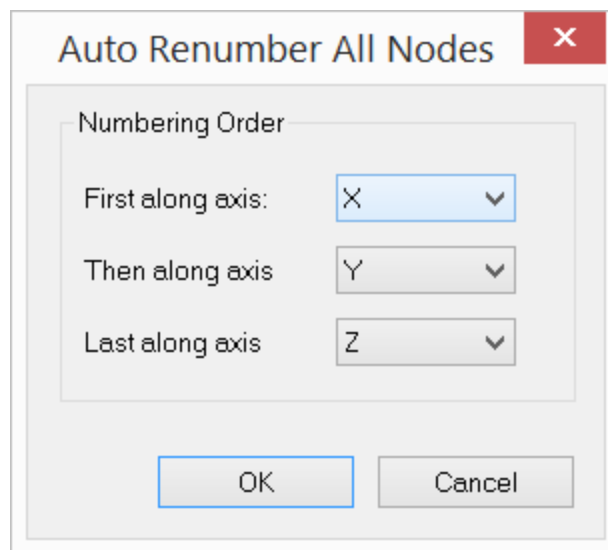 Auto Renumber All Nodes
Numbering Order
First along axis: X
Then along axis Y
Last along axis Z
OK Cancel